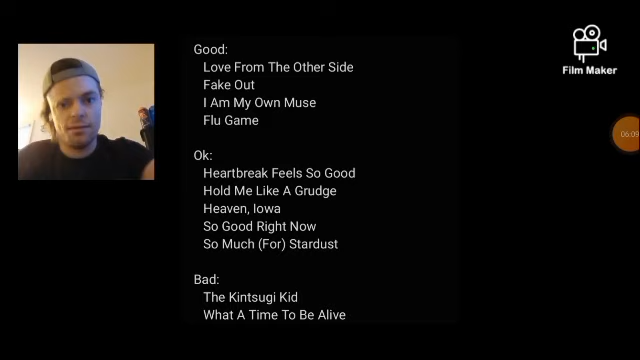 Good:
Love From The Other Side
Fake Out
I Am My Own Muse
Flu Game
Ok:
Heartbreak Feels So Good
Hold Me Like A Grudge
Heaven, Iowa
So Good Right Now
So Much (For) Stardust
Bad:
The Kintsugi Kid
What A Time To Be Alive
Film Maker
06:09